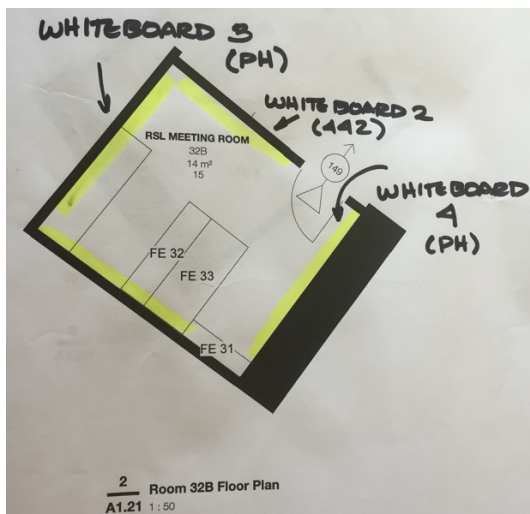 WHITEBOARD 3
(PH)
WHITEBOARD 2
(442)
RSL MEETING ROOM
32B
14 m²
15
149
WHITEBOARD
4
(PH)
FE 32
FE 33
FE 31
2 Room 32B Floor Plan
A1.21 1 : 50